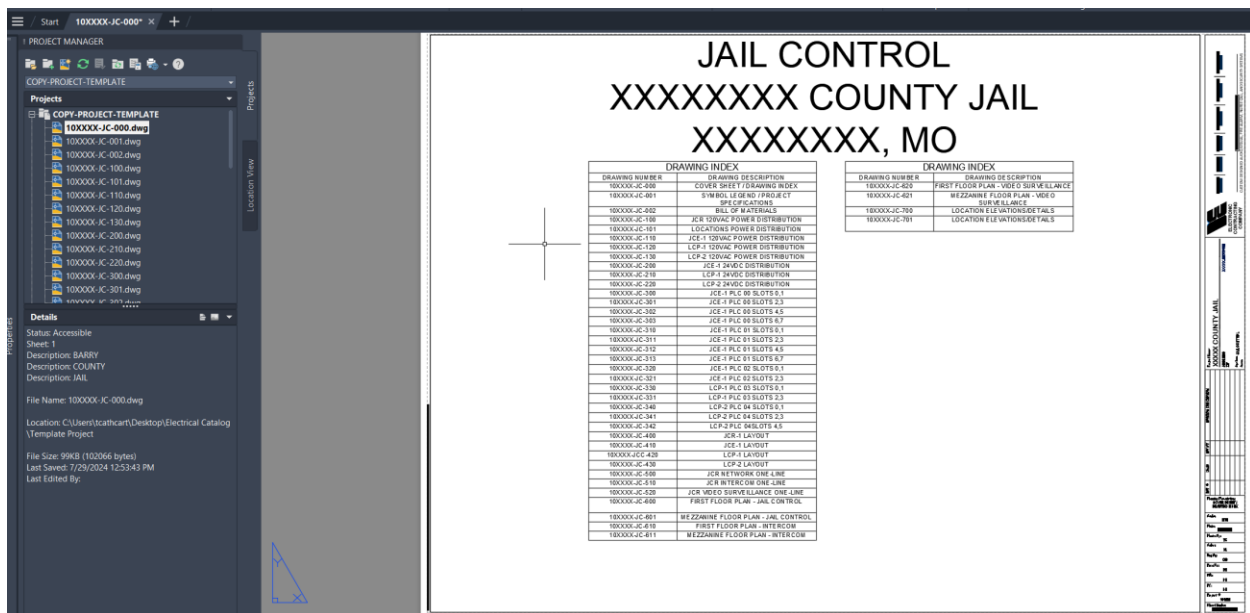 Start
10XXXX-JC-000*
PROJECT MANAGER
COPY-PROJECT-TEMPLATE
Projects
COPY-PROJECT-TEMPLATE
10XXXX-JC-000.dwg
10XXXX-JC-001.dwg
10XXXX-JC-002.dwg
10XXXX-JC-100.dwg
10XXXX-JC-101.dwg
10XXXX-JC-110.dwg
10XXXX-JC-120.dwg
10XXXX-JC-130.dwg
10XXXX-JC-200.dwg
10XXXX-JC-210.dwg
10XXXX-JC-220.dwg
10XXXX-JC-300.dwg
10XXXX-JC-301.dwg
10XXXX-JC-302.dwg
Projects
Location View
Details
Status: Accessible
Sheet: 1
Description: BARRY
Description: COUNTY
Description: JAIL
File Name: 10XXXX-JC-000.dwg
Location: C:\Users\tcathcart\Desktop\Electrical Catalog
\Template Project
File Size: 99KB (102066 bytes)
Last Saved: 7/29/2024 12:53:43 PM
Last Edited By:
Properties
JAIL CONTROL
XXXXXXXX COUNTY JAIL
XXXXXXXX, MO
DRAWING INDEX
DRAWING NUMBER DRAWING DESCRIPTION
10XXXX-JC-000 COVER SHEET / DRAWING INDEX
10XXXX-JC-001 SYMBOL LEGEND / PROJECT
SPECIFICATIONS
10XXXX-JC-002 BILL OF MATERIALS
10XXXX-JC-100 JCR 120VAC POWER DISTRIBUTION
10XXXX-JC-101 LOCATIONS POWER DISTRIBUTION
10XXXX-JC-110 JCE-1 120VAC POWER DISTRIBUTION
10XXXX-JC-120 LCP-1 120VAC POWER DISTRIBUTION
10XXXX-JC-130 LCP-2 120VAC POWER DISTRIBUTION
10XXXX-JC-200 JCE-1 24VDC DISTRIBUTION
10XXXX-JC-210 LCP-1 24VDC DISTRIBUTION
10XXXX-JC-220 LCP-2 24VDC DISTRIBUTION
10XXXX-JC-300 JCE-1 PLC 00 SLOTS 0,1
10XXXX-JC-301 JCE-1 PLC 00 SLOTS 2,3
10XXXX-JC-302 JCE-1 PLC 00 SLOTS 4,5
10XXXX-JC-303 JCE-1 PLC 00 SLOTS 6,7
10XXXX-JC-310 JCE-1 PLC 01 SLOTS 0,1
10XXXX-JC-311 JCE-1 PLC 01 SLOTS 2,3
10XXXX-JC-312 JCE-1 PLC 01 SLOTS 4,5
10XXXX-JC-313 JCE-1 PLC 01 SLOTS 6,7
10XXXX-JC-320 JCE-1 PLC 02 SLOTS 0,1
10XXXX-JC-321 JCE-1 PLC 02 SLOTS 2,3
10XXXX-JC-330 LCP-1 PLC 03 SLOTS 0,1
10XXXX-JC-331 LCP-1 PLC 03 SLOTS 2,3
10XXXX-JC-340 LCP-2 PLC 04 SLOTS 0,1
10XXXX-JC-341 LCP-2 PLC 04 SLOTS 2,3
10XXXX-JC-342 LCP-2 PLC 04SLOTS 4,5
10XXXX-JC-400 JCR-1 LAYOUT
10XXXX-JC-410 JCE-1 LAYOUT
10XXXX-JCC-420 LCP-1 LAYOUT
10XXXX-JC-430 LCP-2 LAYOUT
10XXXX-JC-500 JCR NETWORK ONE-LINE
10XXXX-JC-510 JCR INTERCOM ONE-LINE
10XXXX-JC-520 JCR VIDEO SURVEILLANCE ONE-LINE
10XXXX-JC-600 FIRST FLOOR PLAN - JAIL CONTROL
10XXXX-JC-601 MEZZANINE FLOOR PLAN - JAIL CONTROL
10XXXX-JC-610 FIRST FLOOR PLAN - INTERCOM
10XXXX-JC-611 MEZZANINE FLOOR PLAN - INTERCOM
DRAWING INDEX
DRAWING NUMBER DRAWING DESCRIPTION
10XXXX-JC-620 FIRST FLOOR PLAN - VIDEO SURVEILLANCE
10XXXX-JC-621 MEZZANINE FLOOR PLAN - VIDEO
SURVEILLANCE
10XXXX-JC-700 LOCATION ELEVATIONS/DETAILS
10XXXX-JC-701 LOCATION ELEVATIONS/DETAILS
Y
X
ELECTRONIC
CONTRACTING
COMPANY
XXXXX COUNTY JAIL